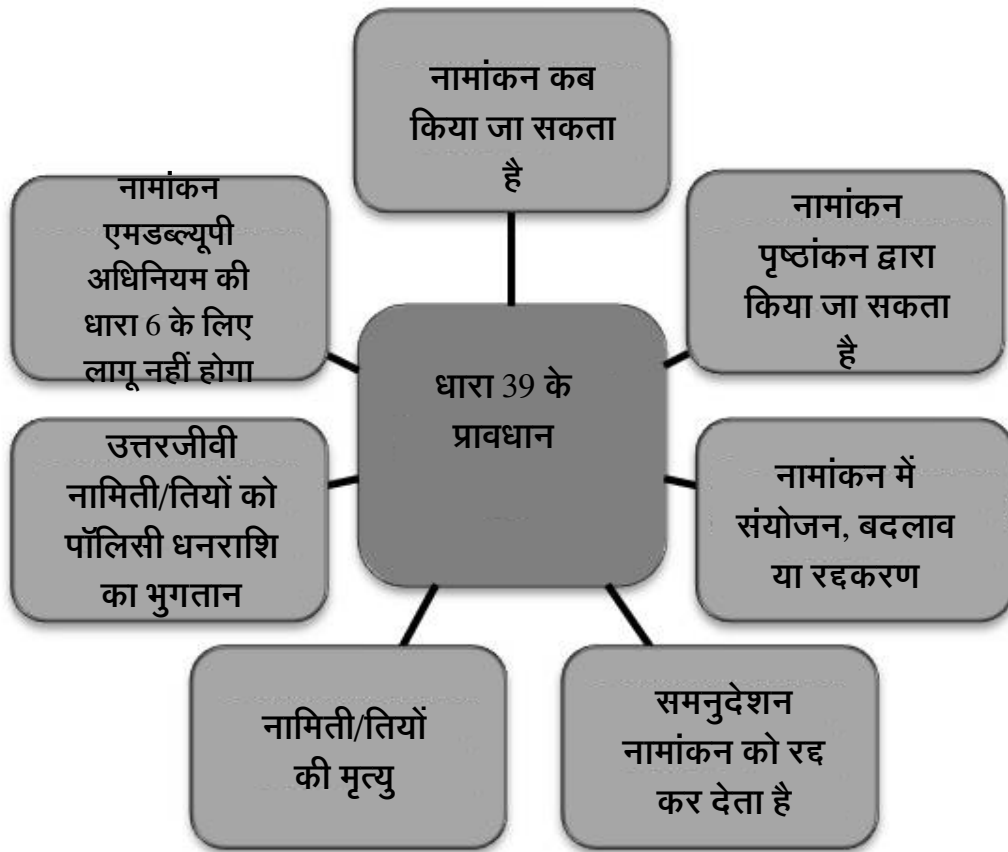 नामांकन कब
किया जा सकता
है
नामांकन
पृष्ठांकन द्वारा
किया जा सकता
है
नामांकन में
संयोजन, बदलाव
या रद्दकरण
समनुदेशन
नामांकन को रद्द
कर देता है
नामिती/तियों
की मृत्यु
उत्तरजीवी
नामिती/तियों को
पॉलिसी धनराशि
का भुगतान
नामांकन
एमडब्ल्यूपी
अधिनियम की
धारा 6 के लिए
लागू नहीं होगा
धारा 39 के
प्रावधान